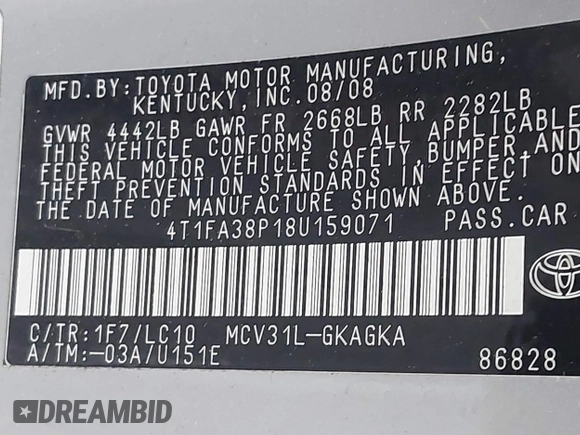 MFD. BY: TOYOTA MOTOR MANUFACTURING,
KENTUCKY, INC. 08/08
GVWR 4442LB GAWR FR 2668LB RR 2282LB
THIS VEHICLE CONFORMS TO ALL APPLICABLE
FEDERAL MOTOR VEHICLE SAFETY, BUMPER, AND
THEFT PREVENTION STANDARDS IN EFFECT ON
THE DATE OF MANUFACTURE SHOWN ABOVE.
4T1FA38P18U159071 PASS. CAR
C/TR: 1F7/LC10 MCV31L-GKAGKA
A/TM: -03A/U151E 86828
DREAMBID